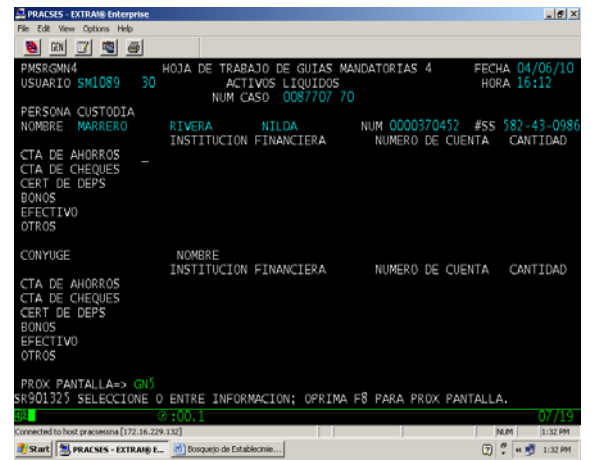 PRACSES - EXTRA!® Enterprise
File Edit View Options Help
GEN
PMSRGMN4 HOJA DE TRABAJO DE GUIAS MANDATORIAS 4 FECHA 04/06/10
USUARIO SM1089 30 ACTIVOS LIQUIDOS HORA 16:12
NUM CASO 0087707 70
PERSONA CUSTODIA
NOMBRE MARRERO RIVERA NILDA NUM 0000370452 #SS 582-43-0986
INSTITUCION FINANCIERA NUMERO DE CUENTA CANTIDAD
CTA DE AHORROS _
CTA DE CHEQUES
CERT DE DEPS
BONOS
EFECTIVO
OTROS
CONYUGE NOMBRE
INSTITUCION FINANCIERA NUMERO DE CUENTA CANTIDAD
CTA DE AHORROS
CTA DE CHEQUES
CERT DE DEPS
BONOS
EFECTIVO
OTROS
PROX PANTALLA=> GN5
SR901325 SELECCIONE O ENTRE INFORMACION; OPRIMA F8 PARA PROX PANTALLA.
:00.1 07/19
Connected to host pracsessna [172.16.229.132] NUM 1:32 PM
Start PRACSES - EXTRA!® E... Bosquejo de Establecimie... 1:32 PM